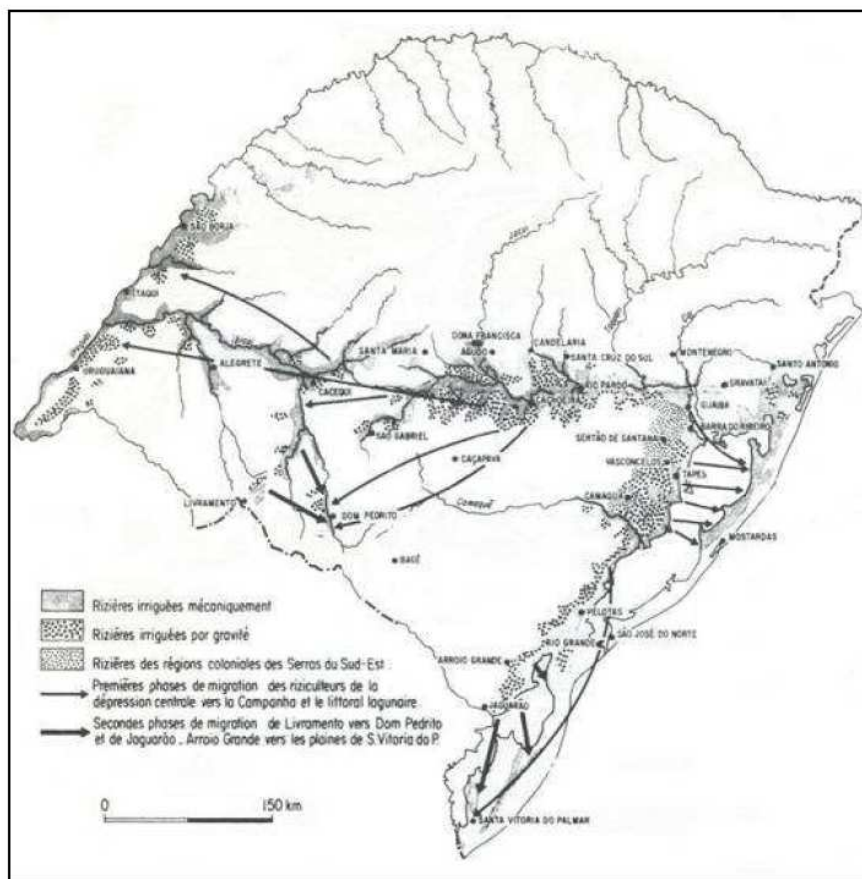 SÃO BORJA
ITAQUI
URUGUAIANA
ALEGRETE
Jacuí
SANTA MARIA
DONA FRANCISCA
AGUDO
CANDELARIA
SANTA CRUZ DO SUL
MONTENEGRO
SANTO ANTONIO
GRAVATAI
CACEQUI
RIO PARDO
GUAIBA
BARRA DO RIBEIRO
SÃO GABRIEL
SERTÃO DE SANTANA
CAÇAPAVA
VASCONCELOS
TAPES
LIVRAMENTO
Camaquã
CAMAQUÃ
DOM PEDRITO
MOSTARDAS
BAGÉ
PELOTAS
RIO GRANDE
SÃO JOSÉ DO NORTE
ARROIO GRANDE
JAGUARÃO
SANTA VITORIA DO PALMAR
Rizières irriguées mécaniquement
Rizières irriguées par gravité
Rizières des régions coloniales des Serras du Sud-Est
Premières phases de migration des riziculteurs de la
dépression centrale vers la Campanha et le littoral lagunaire.
Secondes phases de migration de Livramento vers Dom Pedrito
et de Jaguarão_Arroio Grande vers les plaines de S.Vitoria do P.
0 150 km